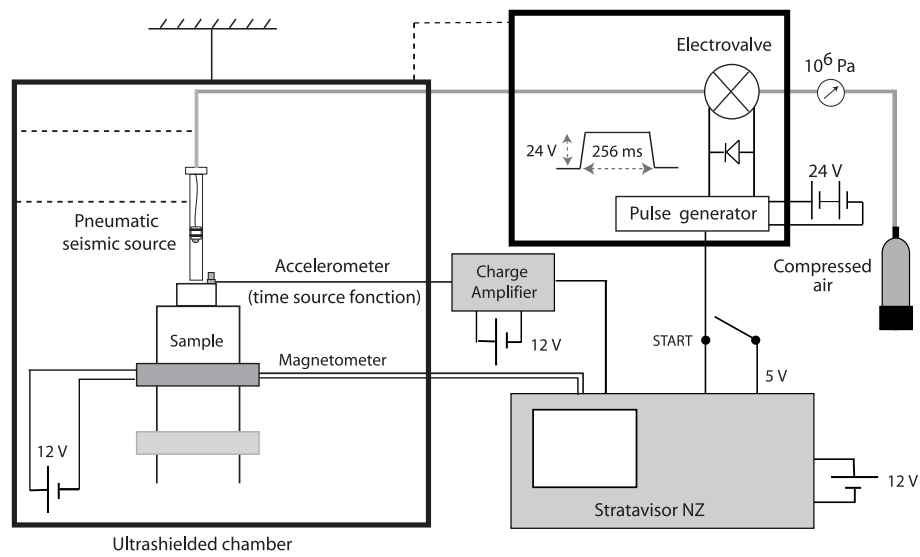 Electrovalve
10⁶ Pa
24 V
256 ms
24 V
Pulse generator
Pneumatic
seismic source
Compressed
air
Accelerometer
(time source fonction)
Charge
Amplifier
Sample
START
12 V
Magnetometer
5 V
12 V
12 V
Stratavisor NZ
Ultrashielded chamber